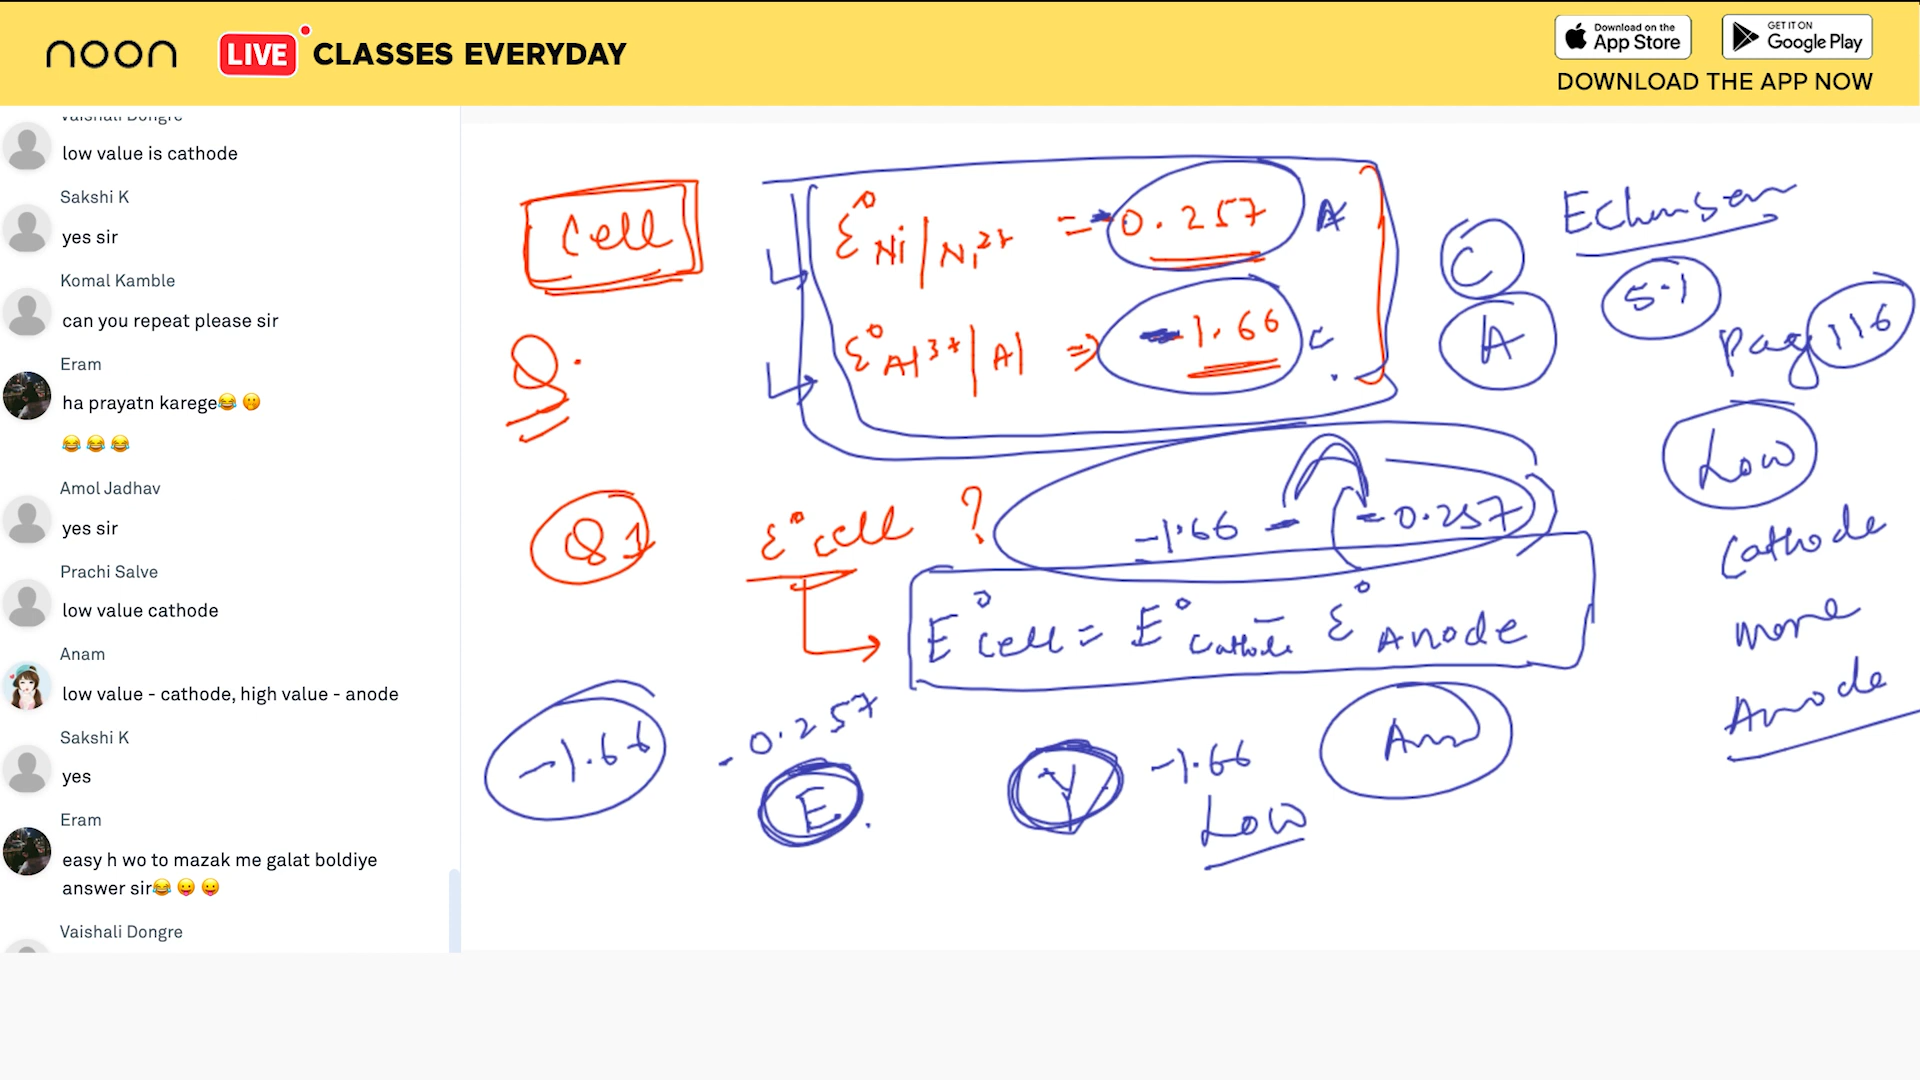 noon
LIVE CLASSES EVERYDAY
Download on the
App Store
GET IT ON
Google Play
DOWNLOAD THE APP NOW
Vaishali Dongre
low value is cathode
Sakshi K
yes sir
Komal Kamble
can you repeat please sir
Eram
ha prayatn karege😂 🤭
😂 😂 😂
Amol Jadhav
yes sir
Prachi Salve
low value cathode
Anam
low value - cathode, high value - anode
Sakshi K
yes
Eram
easy h wo to mazak me galat boldiye
answer sir😂 😛 😛
Vaishali Dongre
Cell
Q.
Ɛ° Ni/Ni²⁺ = -0.257 A
Ɛ° Al³⁺|Al ⇒ -1.66 C
C
A
5.1
Pag 116
Low
Cathode
more
Anode
Q1
Ɛ° cell ?
-1.66 - (-0.257)
E° cell = E° Cathode - Ɛ° Anode
-1.66
-0.257
E
Y
-1.66
Low